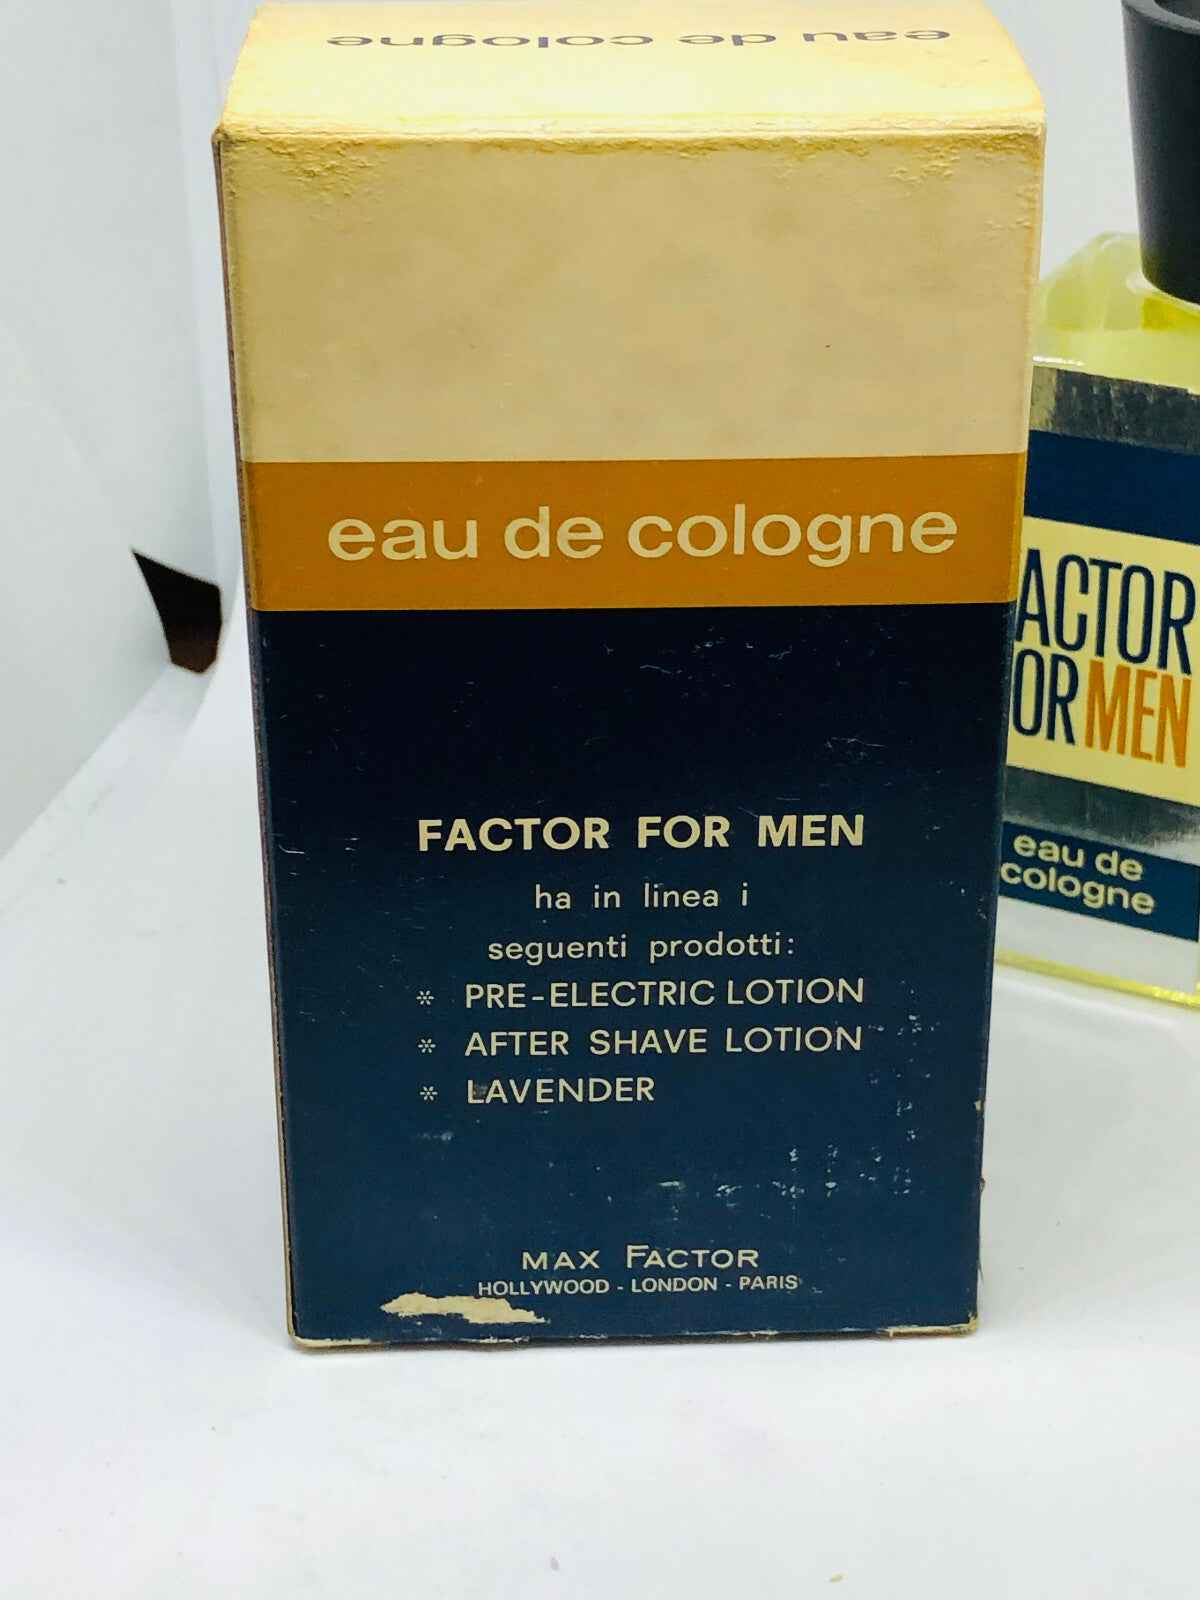 eau de cologne
eau de cologne
FACTOR FOR MEN
ha in linea i
seguenti prodotti:
* PRE-ELECTRIC LOTION
* AFTER SHAVE LOTION
* LAVENDER
MAX FACTOR
HOLLYWOOD - LONDON - PARIS
ACTOR
OR MEN
eau de
cologne